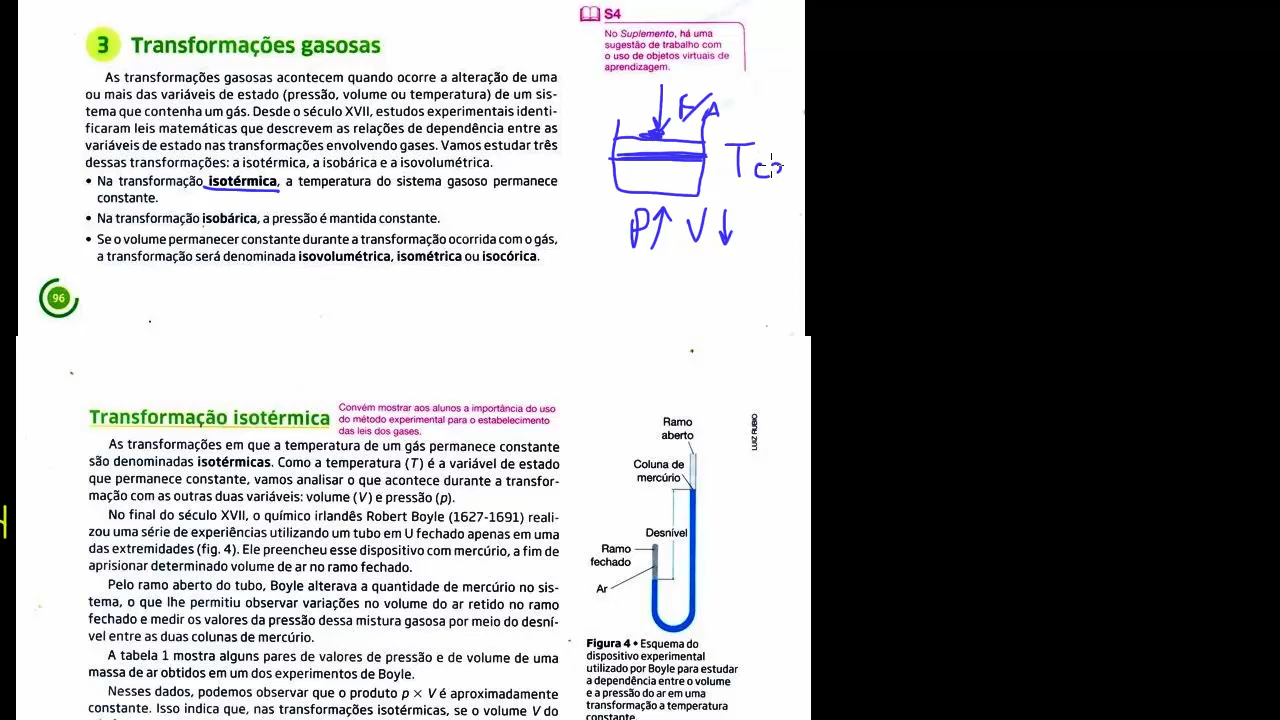 S4
No Suplemento, há uma
sugestão de trabalho com
o uso de objetos virtuais de
aprendizagem.
3 Transformações gasosas
As transformações gasosas acontecem quando ocorre a alteração de uma
ou mais das variáveis de estado (pressão, volume ou temperatura) de um sis-
tema que contenha um gás. Desde o século XVII, estudos experimentais identi-
ficaram leis matemáticas que descrevem as relações de dependência entre as
variáveis de estado nas transformações envolvendo gases. Vamos estudar três
dessas transformações: a isotérmica, a isobárica e a isovolumétrica.
• Na transformação isotérmica, a temperatura do sistema gasoso permanece
constante.
• Na transformação isobárica, a pressão é mantida constante.
• Se o volume permanecer constante durante a transformação ocorrida com o gás,
a transformação será denominada isovolumétrica, isométrica ou isocórica.
F/A
T
P↑ V↓
96
Transformação isotérmica
Convém mostrar aos alunos a importância do uso
do método experimental para o estabelecimento
das leis dos gases.
As transformações em que a temperatura de um gás permanece constante
são denominadas isotérmicas. Como a temperatura (T) é a variável de estado
que permanece constante, vamos analisar o que acontece durante a transfor-
mação com as outras duas variáveis: volume (V) e pressão (p).
No final do século XVII, o químico irlandês Robert Boyle (1627-1691) reali-
zou uma série de experiências utilizando um tubo em U fechado apenas em uma
das extremidades (fig. 4). Ele preencheu esse dispositivo com mercúrio, a fim de
aprisionar determinado volume de ar no ramo fechado.
Pelo ramo aberto do tubo, Boyle alterava a quantidade de mercúrio no sis-
tema, o que lhe permitiu observar variações no volume do ar retido no ramo
fechado e medir os valores da pressão dessa mistura gasosa por meio do desní-
vel entre as duas colunas de mercúrio.
A tabela 1 mostra alguns pares de valores de pressão e de volume de uma
massa de ar obtidos em um dos experimentos de Boyle.
Nesses dados, podemos observar que o produto p × V é aproximadamente
constante. Isso indica que, nas transformações isotérmicas, se o volume V do
Ramo
aberto
Coluna de
mercúrio
Desnível
Ramo
fechado
Ar
LUIZ RUBIO
Figura 4 • Esquema do
dispositivo experimental
utilizado por Boyle para estudar
a dependência entre o volume
e a pressão do ar em uma
transformação a temperatura
constante.